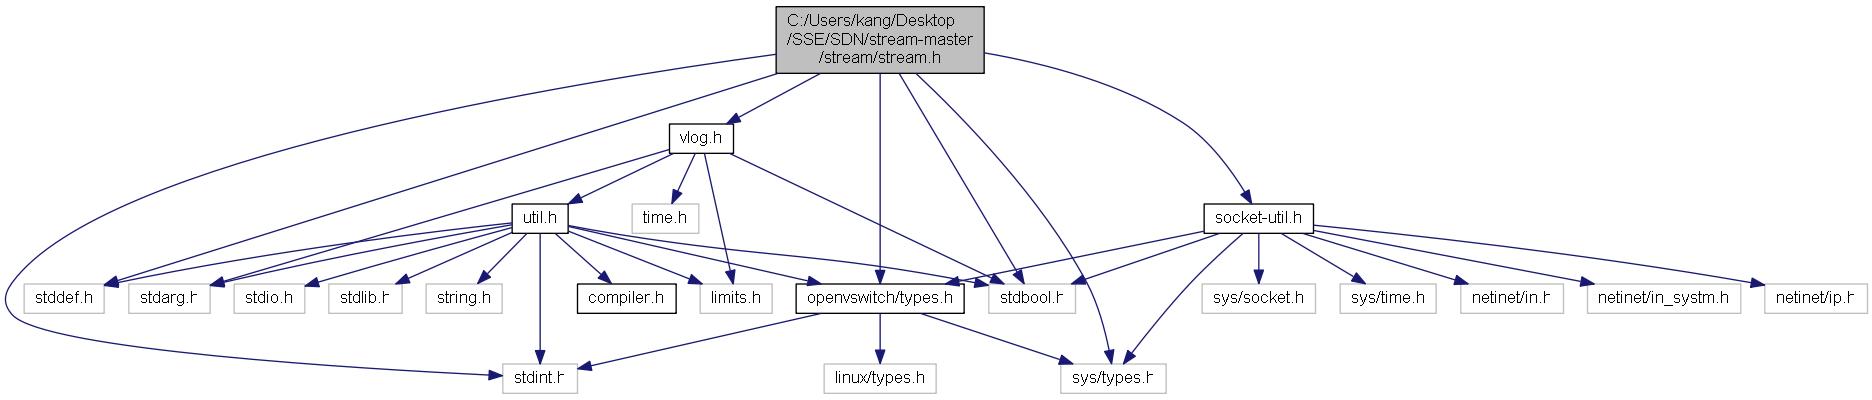 C:/Users/kang/Desktop
/SSE/SDN/stream-master
/stream/stream.h
vlog.h
util.h
time.h
socket-util.h
stddef.h
stdarg.h
stdio.h
stdlib.h
string.h
compiler.h
limits.h
openvswitch/types.h
stdbool.h
sys/socket.h
sys/time.h
netinet/in.h
netinet/in_systm.h
netinet/ip.h
stdint.h
linux/types.h
sys/types.h